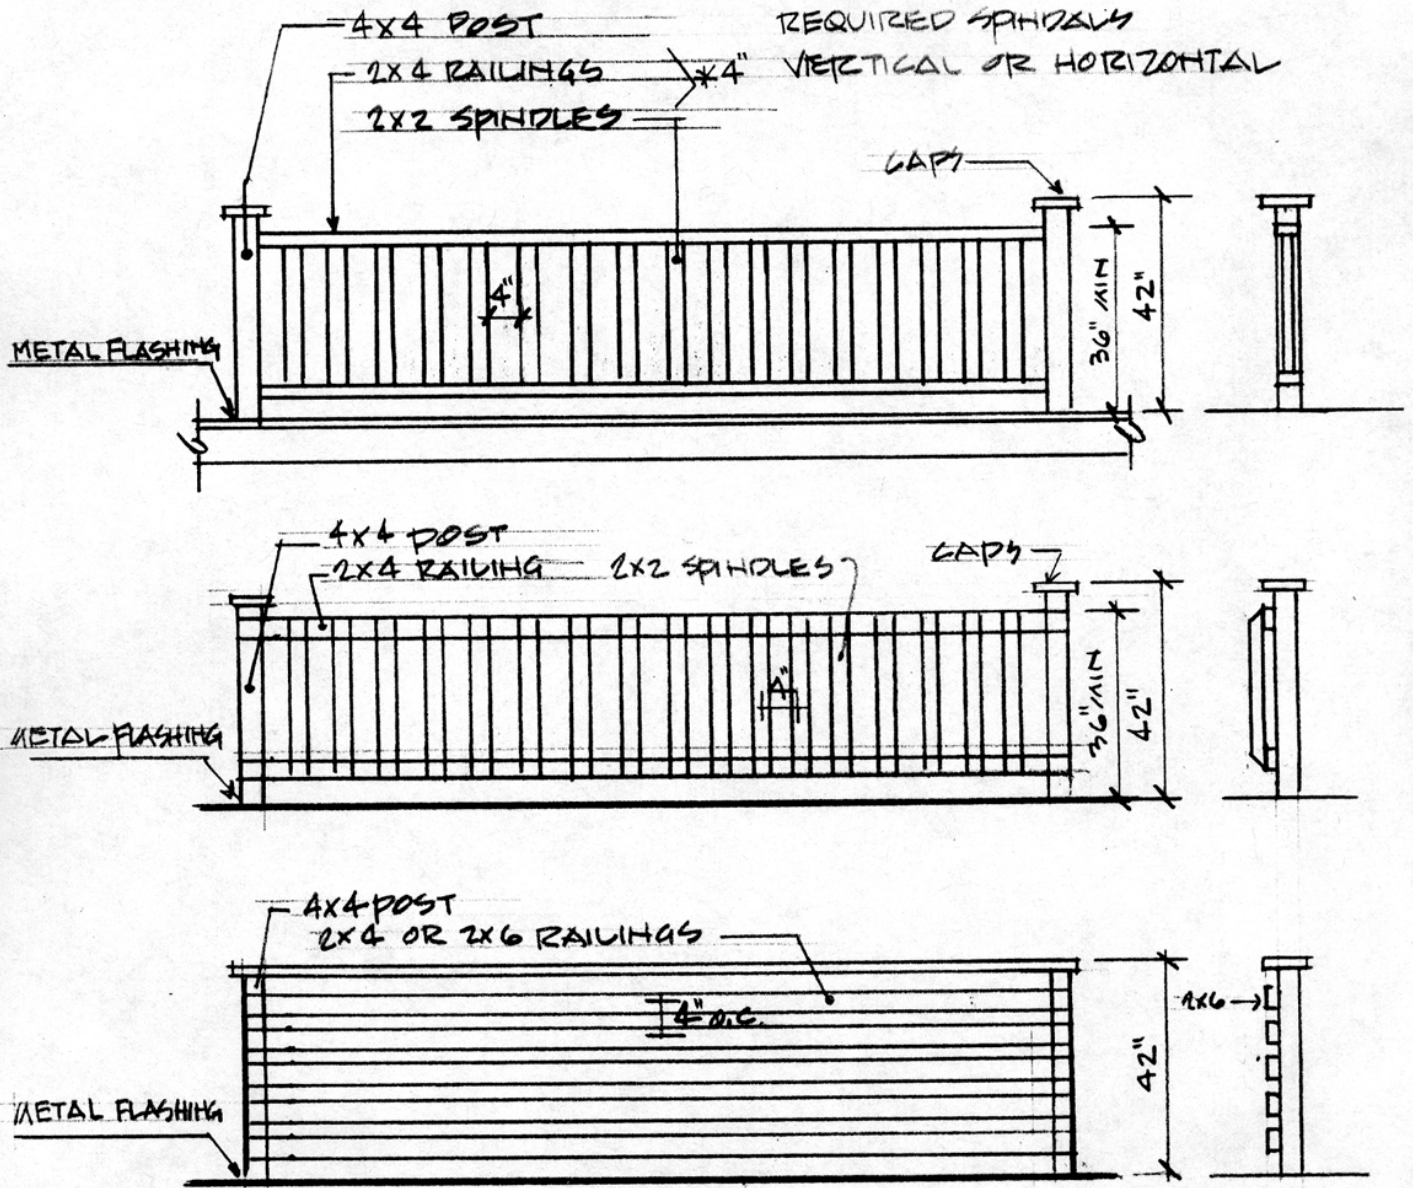 4x4 POST
REQUIRED SPINDALS
2x4 RAILINGS
*4" VERTICAL OR HORIZONTAL
2x2 SPINDLES
CAPS
4"
36" MIN
42"
METAL FLASHING
4x4 POST
2x4 RAILING
2x2 SPINDLES
CAPS
4"
36" MIN
42"
METAL FLASHING
4x4 POST
2x4 OR 2x6 RAILINGS
4" O.C.
2x6
42"
METAL FLASHING